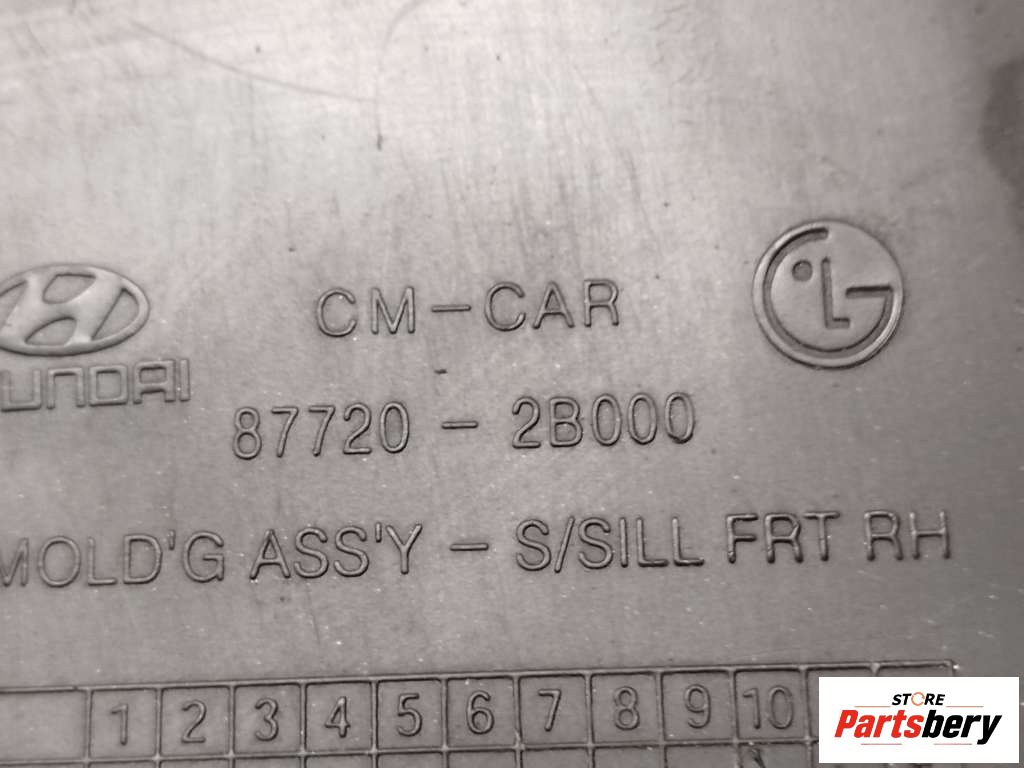 CM-CAR
LG
HYUNDAI
87720 - 2B000
MOLD'G ASS'Y - S/SILL FRT RH
1 2 3 4 5 6 7 8 9 10
STORE
Partsbery